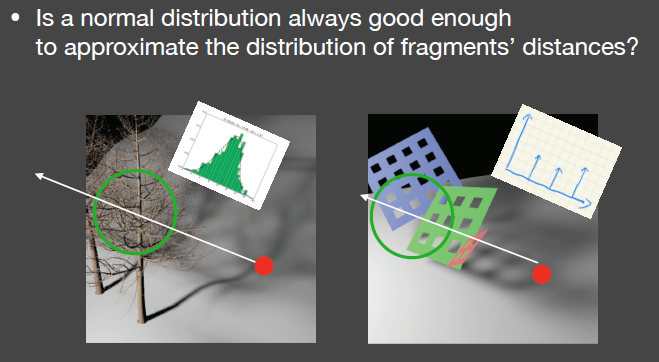 • Is a normal distribution always good enough
to approximate the distribution of fragments’ distances?